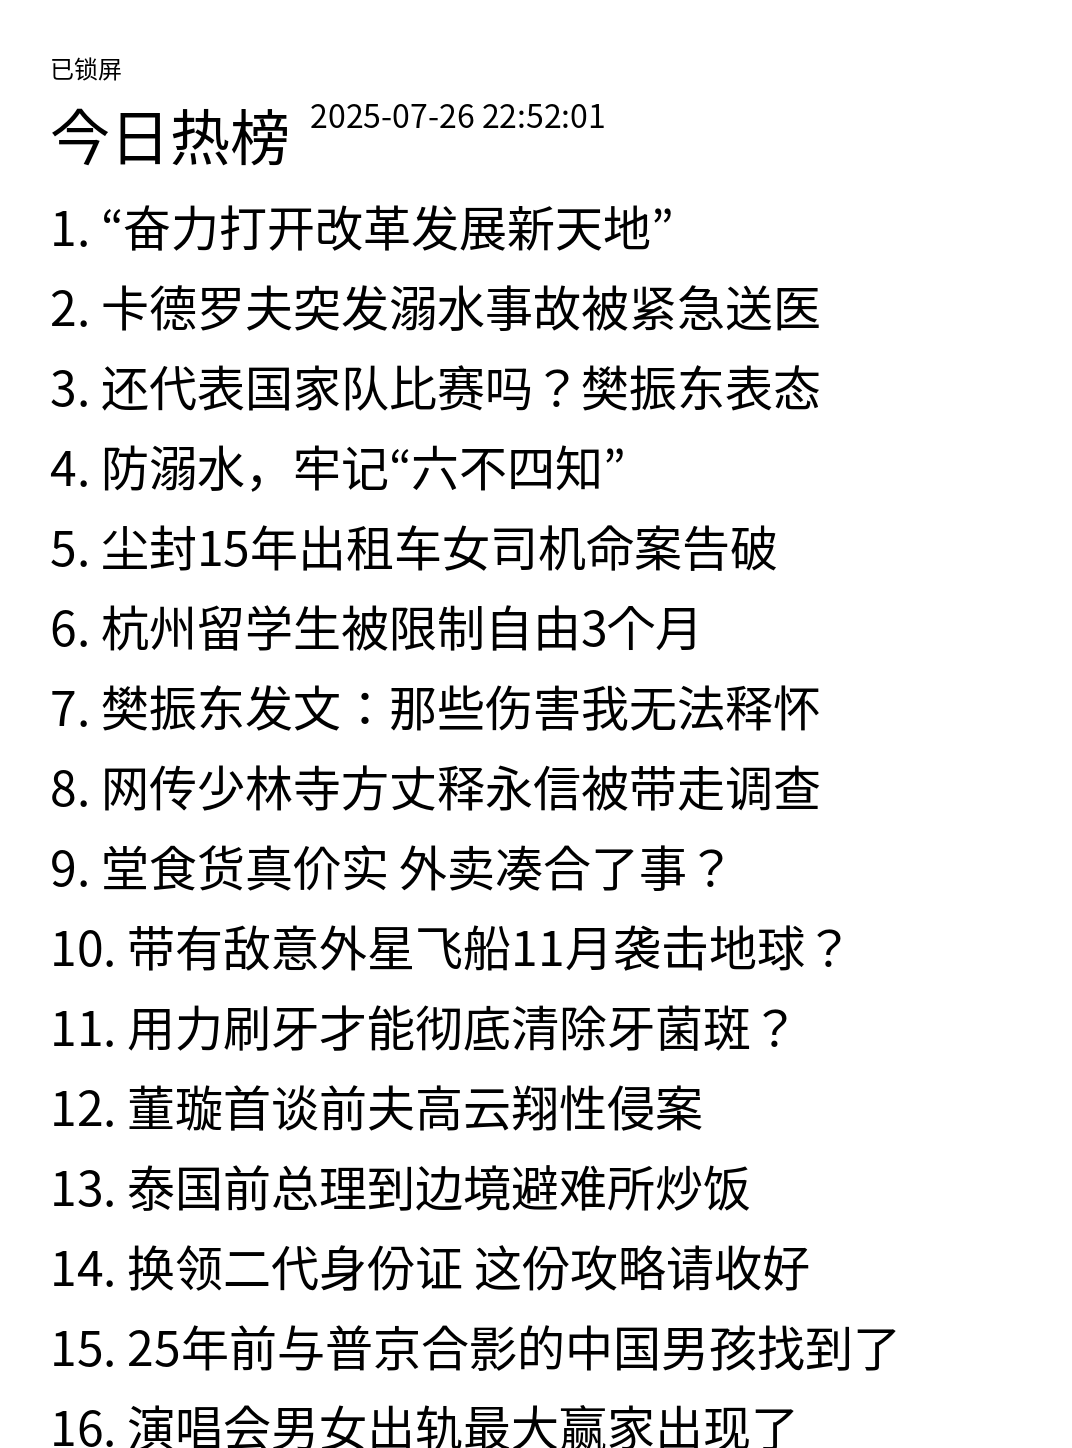 已锁屏
今日热榜 2025-07-26 22:52:01
1. “奋力打开改革发展新天地”
2. 卡德罗夫突发溺水事故被紧急送医
3. 还代表国家队比赛吗？樊振东表态
4. 防溺水，牢记“六不四知”
5. 尘封15年出租车女司机命案告破
6. 杭州留学生被限制自由3个月
7. 樊振东发文：那些伤害我无法释怀
8. 网传少林寺方丈释永信被带走调查
9. 堂食货真价实 外卖凑合了事？
10. 带有敌意外星飞船11月袭击地球？
11. 用力刷牙才能彻底清除牙菌斑？
12. 董璇首谈前夫高云翔性侵案
13. 泰国前总理到边境避难所炒饭
14. 换领二代身份证 这份攻略请收好
15. 25年前与普京合影的中国男孩找到了
16. 演唱会男女出轨最大赢家出现了